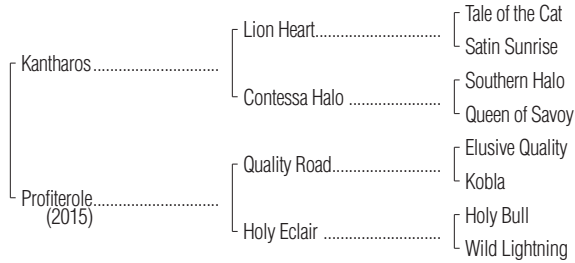 Tale of the Cat
Lion Heart
Satin Sunrise
Kantharos
Southern Halo
Contessa Halo
Queen of Savoy
Elusive Quality
Quality Road
Kobla
Profiterole
(2015)
Holy Bull
Holy Eclair
Wild Lightning